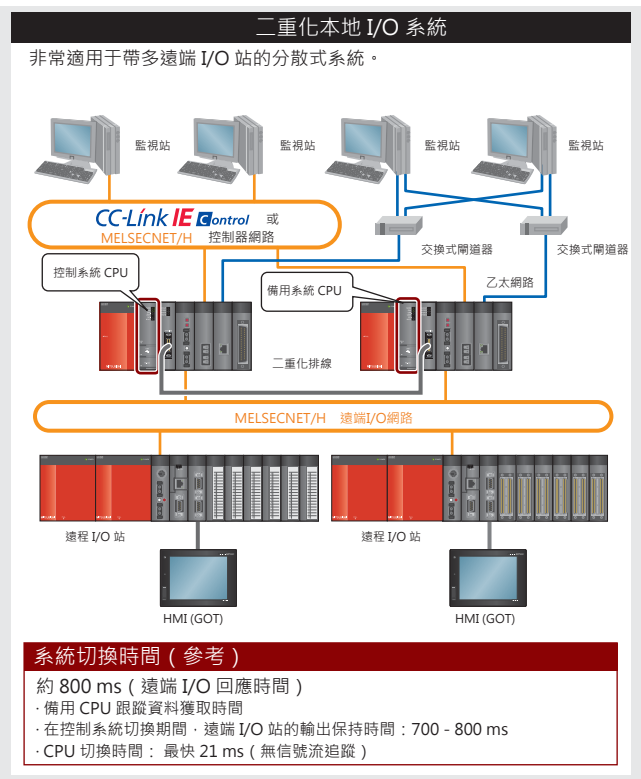 二重化本地 I/O 系統
非常適用于帶多遠端 I/O 站的分散式系統。
監視站
監視站
監視站
監視站
CC-Link IE Control 或
MELSECNET/H 控制器網路
交換式閘道器
交換式閘道器
控制系統 CPU
備用系統 CPU
乙太網路
二重化排線
MELSECNET/H 遠端I/O網路
遠程 I/O 站
遠程 I/O 站
HMI (GOT)
HMI (GOT)
系統切換時間（參考）
約 800 ms（遠端 I/O 回應時間）
· 備用 CPU 跟蹤資料獲取時間
· 在控制系統切換期間，遠端 I/O 站的輸出保持時間：700 - 800 ms
· CPU 切換時間： 最快 21 ms（無信號流追蹤）